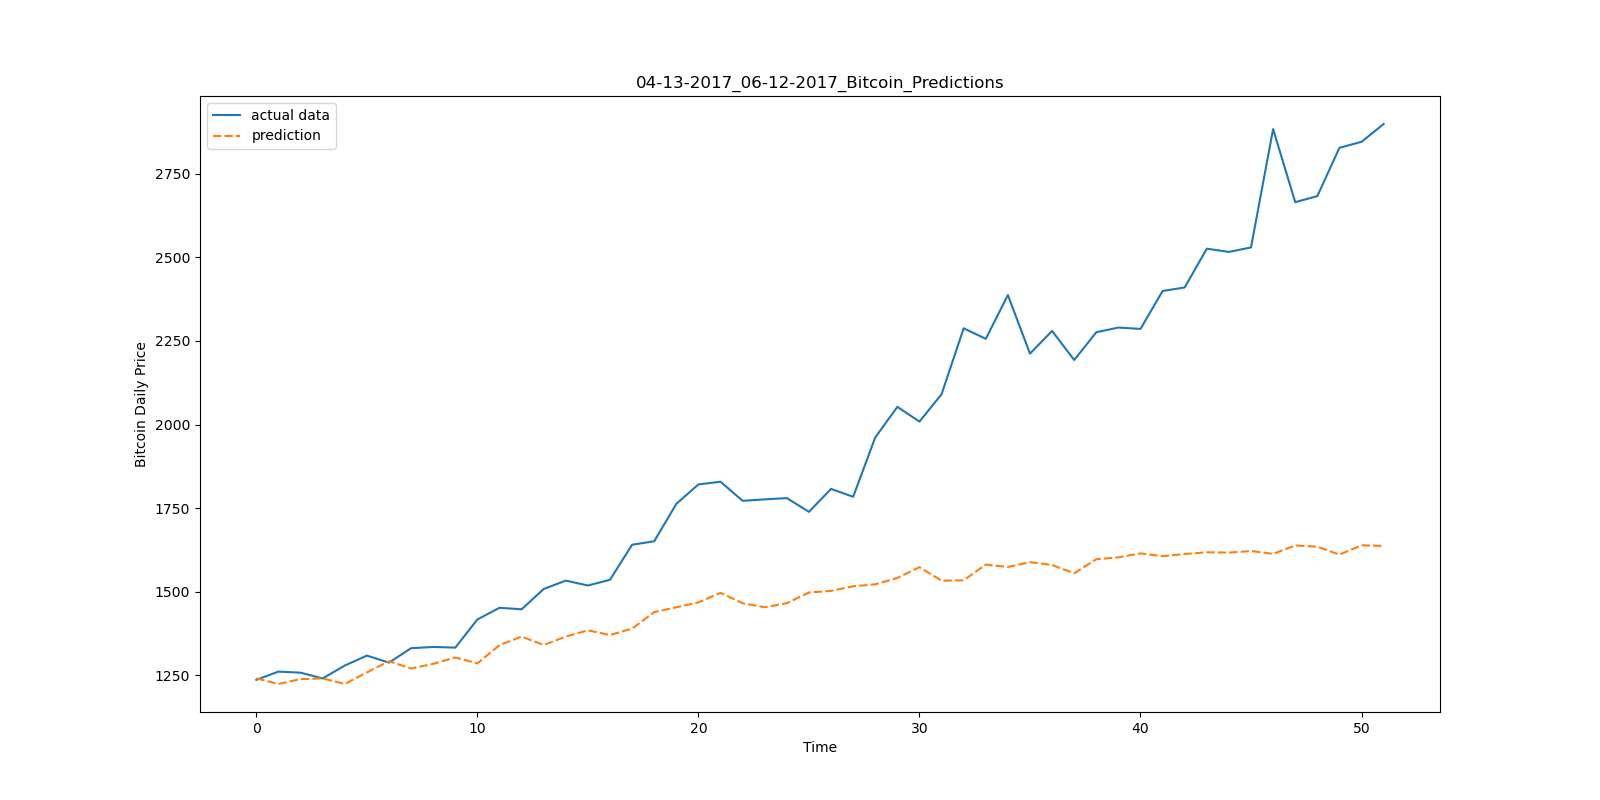 04-13-2017_06-12-2017_Bitcoin_Predictions
actual data
prediction
2750
2500
2250
2000
1750
1500
1250
Bitcoin Daily Price
0 10 20 30 40 50
Time